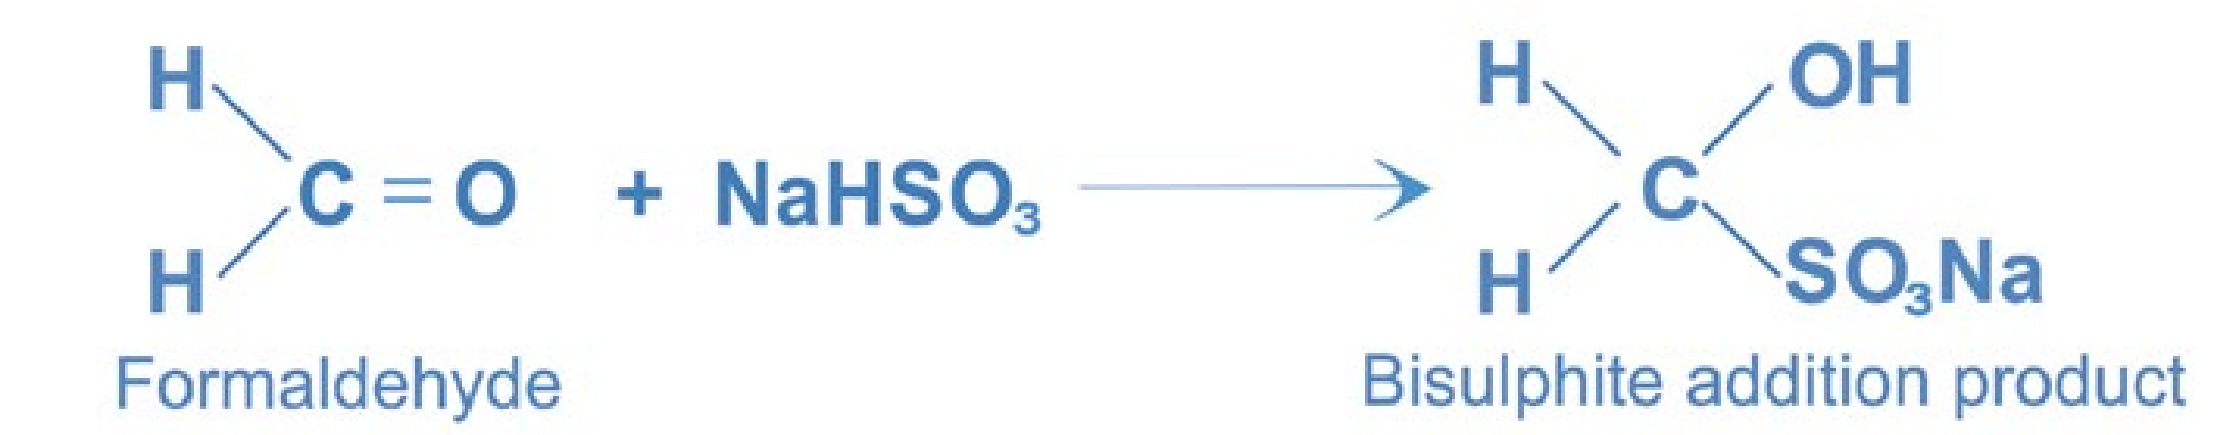 H H OH
C = O + NaHSO₃ C
H H SO₃Na
Formaldehyde Bisulphite addition product